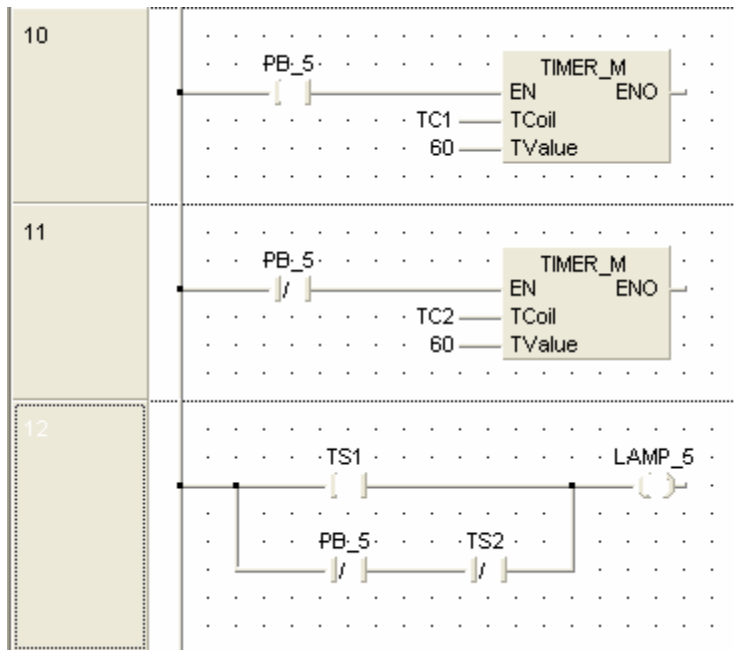 10
PB_5
TIMER_M
EN ENO
TC1 TCoil
60 TValue
11
PB_5
TIMER_M
EN ENO
TC2 TCoil
60 TValue
12
TS1 LAMP_5
PB_5 TS2